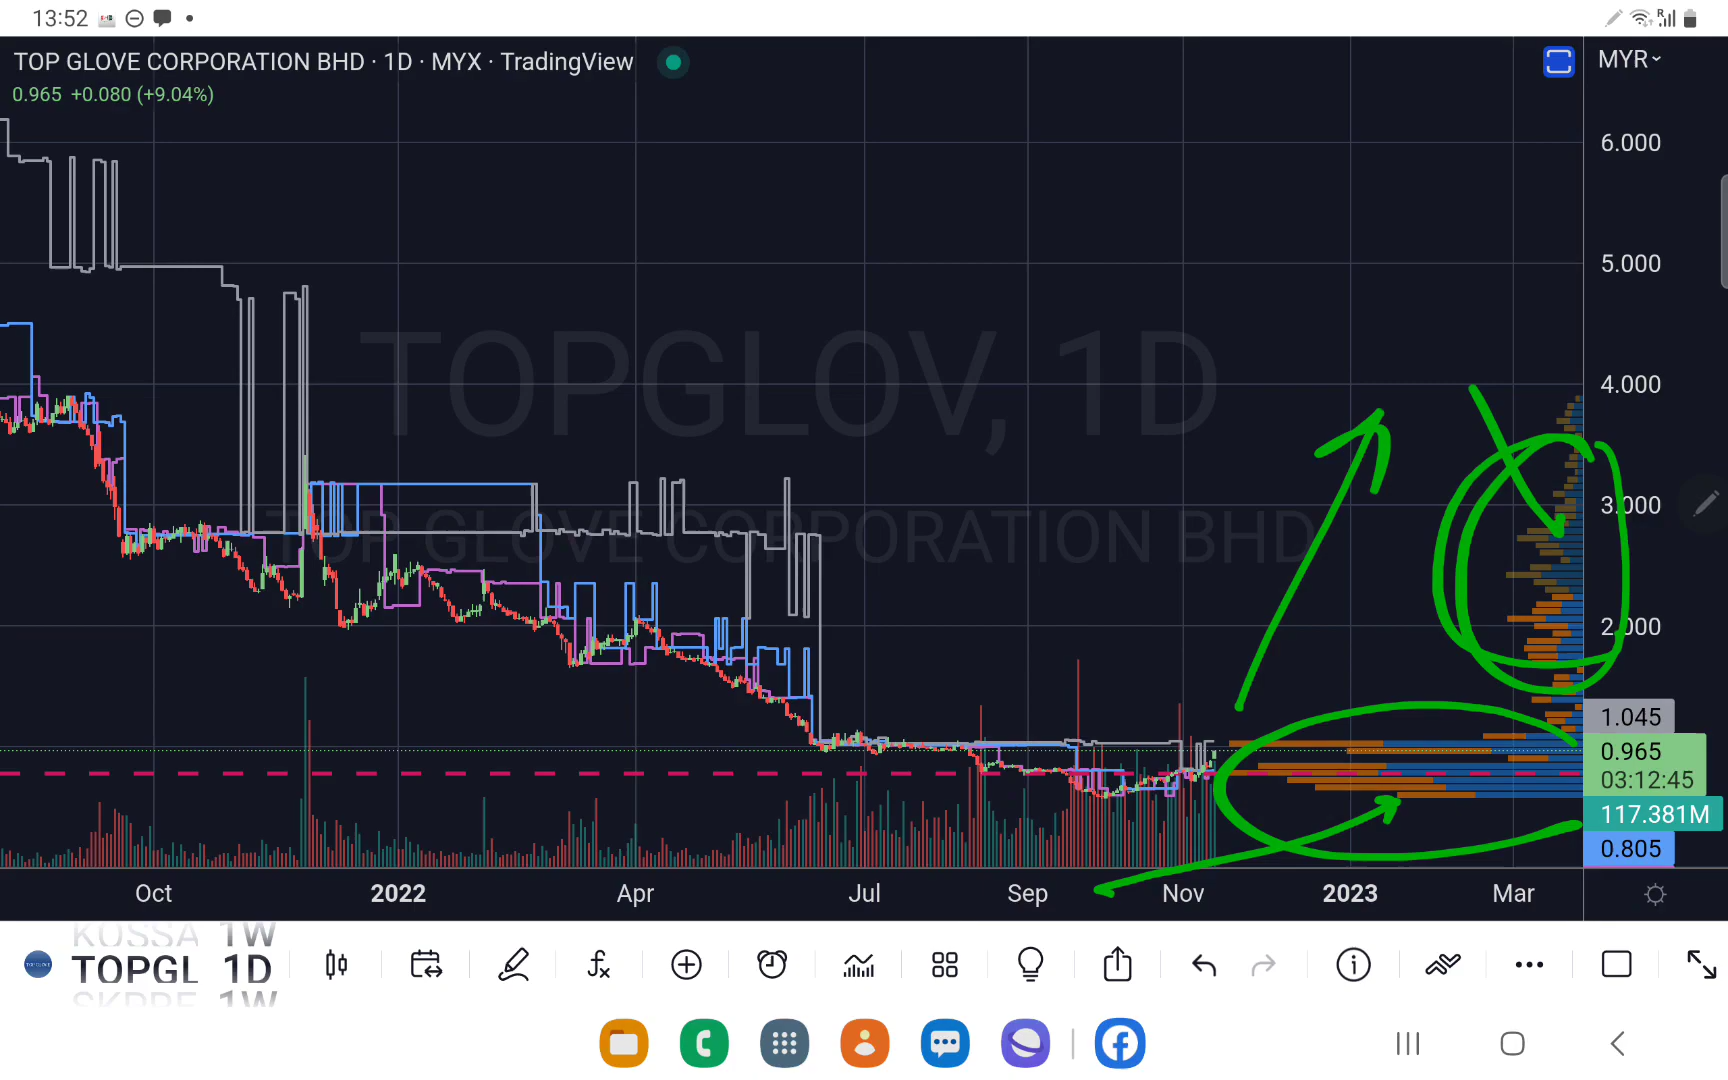 13:52
TOP GLOVE CORPORATION BHD · 1D · MYX · TradingView
MYR
0.965 +0.080 (+9.04%)
6.000
5.000
TOPGLOV, 1D
4.000
TOP GLOVE CORPORATION BHD
3.000
2.000
1.045
0.965
03:12:45
117.381M
0.805
Oct 2022 Apr Jul Sep Nov 2023 Mar
KOSSA 1W
TOPGL 1D
SKPRE 1W